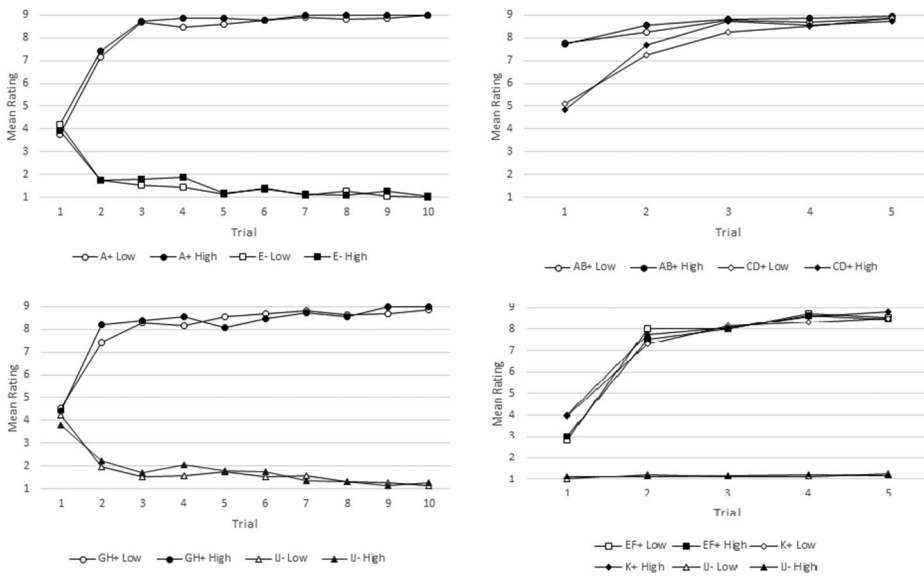 9
8
7
6
5
4
3
2
1
Mean Rating
1 2 3 4 5 6 7 8 9 10
Trial
A+ Low A+ High E- Low E- High
9
8
7
6
5
4
3
2
1
Mean Rating
1 2 3 4 5
Trial
AB+ Low AB+ High CD+ Low CD+ High
9
8
7
6
5
4
3
2
1
Mean Rating
1 2 3 4 5 6 7 8 9 10
Trial
GH+ Low GH+ High IJ- Low IJ- High
9
8
7
6
5
4
3
2
1
Mean Rating
1 2 3 4 5
Trial
EF+ Low EF+ High K+ Low
K+ High IJ- Low IJ- High